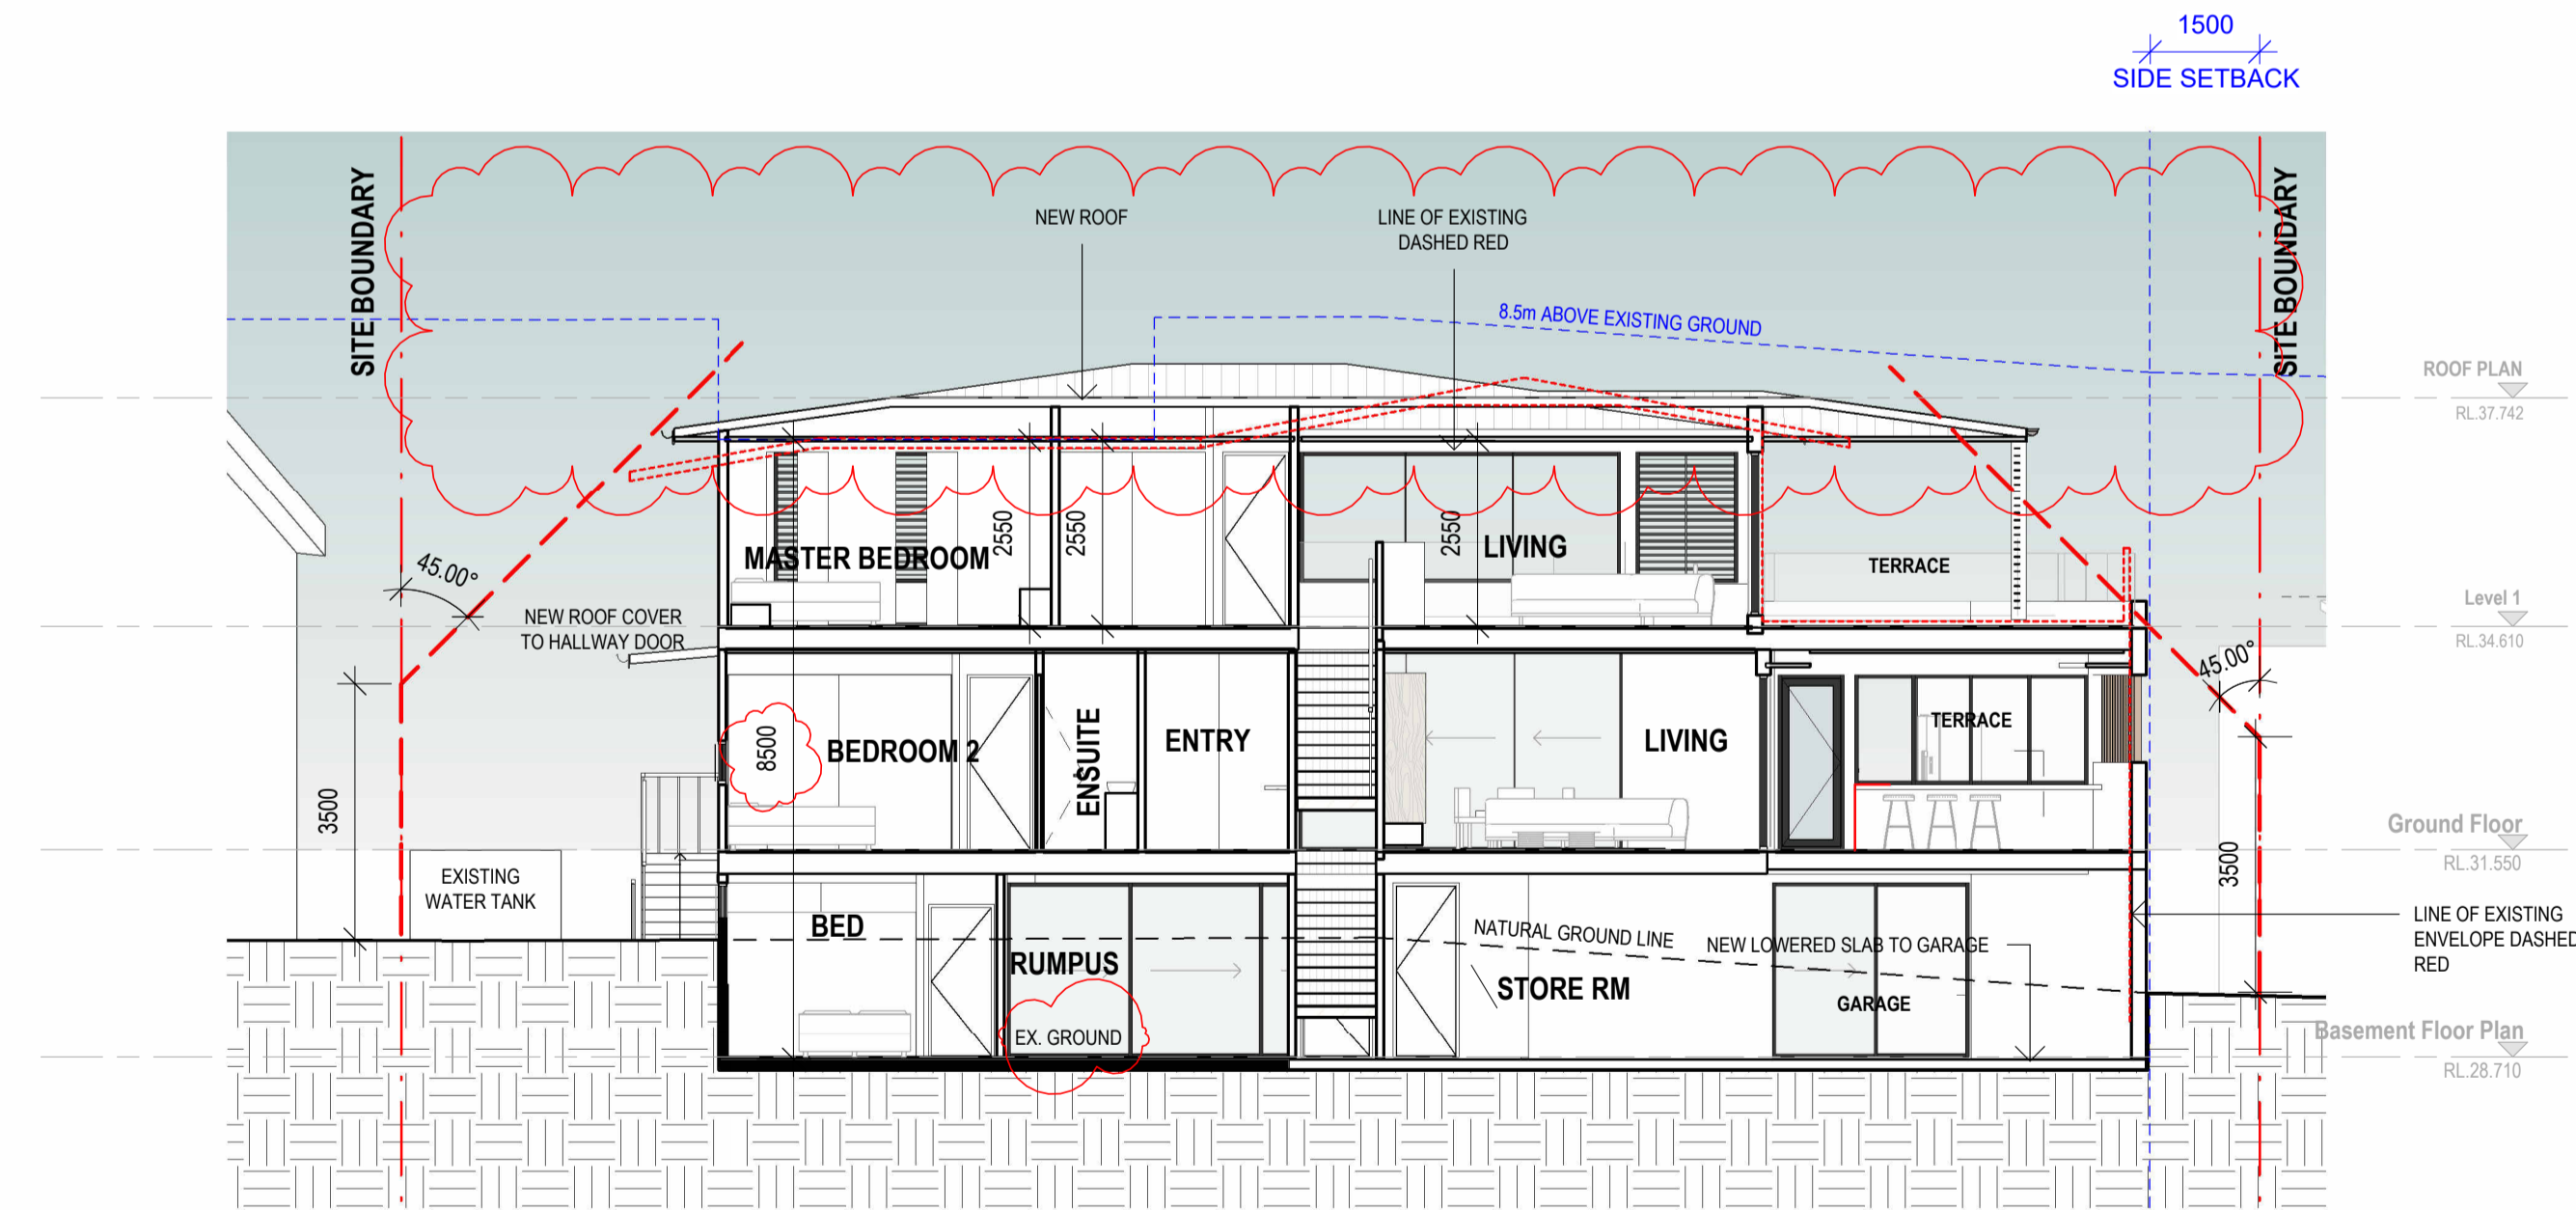 1500
SIDE SETBACK
SITE BOUNDARY
SITE BOUNDARY
NEW ROOF
LINE OF EXISTING
DASHED RED
8.5m ABOVE EXISTING GROUND
ROOF PLAN
RL.37.742
45.00°
NEW ROOF COVER
TO HALLWAY DOOR
MASTER BEDROOM
2550
2550
2550
LIVING
TERRACE
Level 1
RL.34.610
45.00°
3500
8500
BEDROOM 2
ENSUITE
ENTRY
LIVING
TERRACE
Ground Floor
RL.31.550
3500
EXISTING
WATER TANK
BED
RUMPUS
EX. GROUND
NATURAL GROUND LINE
NEW LOWERED SLAB TO GARAGE
STORE RM
GARAGE
LINE OF EXISTING
ENVELOPE DASHED
RED
Basement Floor Plan
RL.28.710